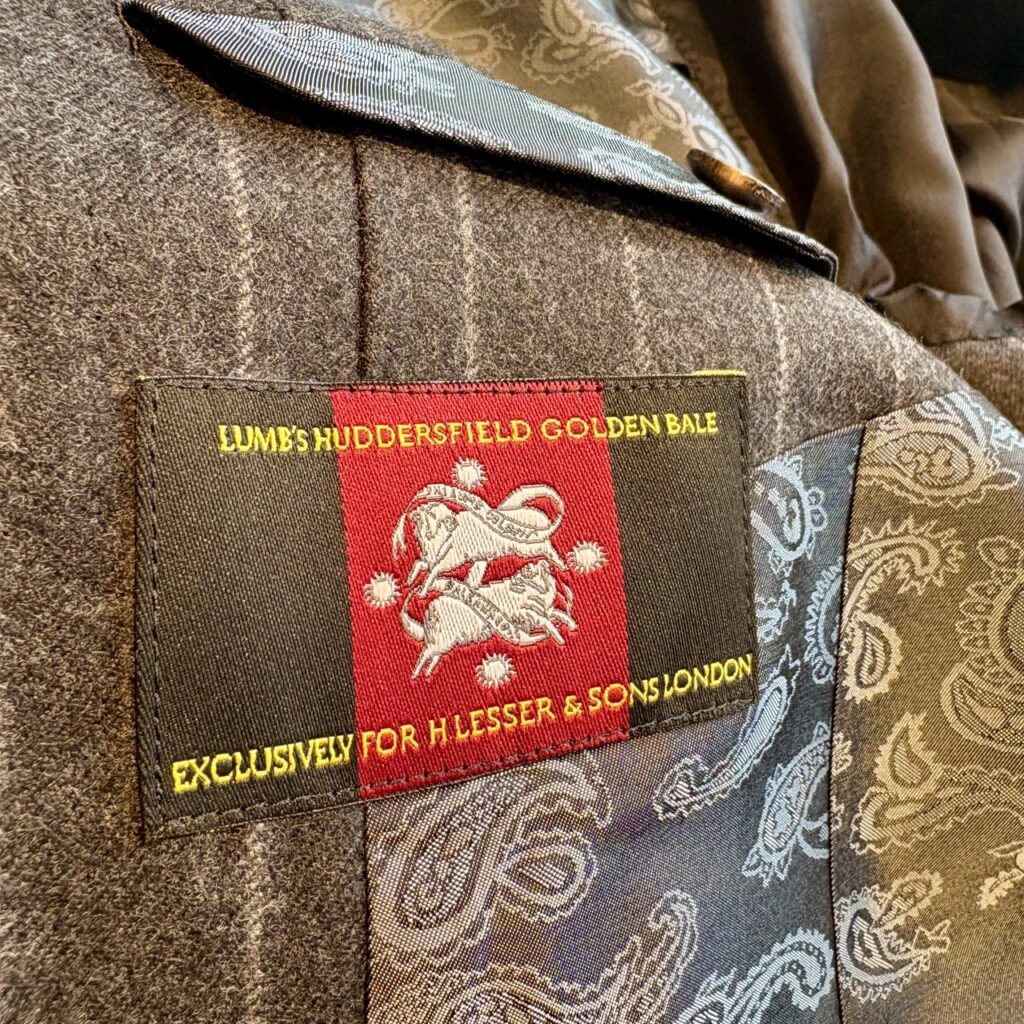 LUMB'S HUDDERSFIELD GOLDEN BALE
EXCLUSIVELY FOR H LESSER & SONS LONDON